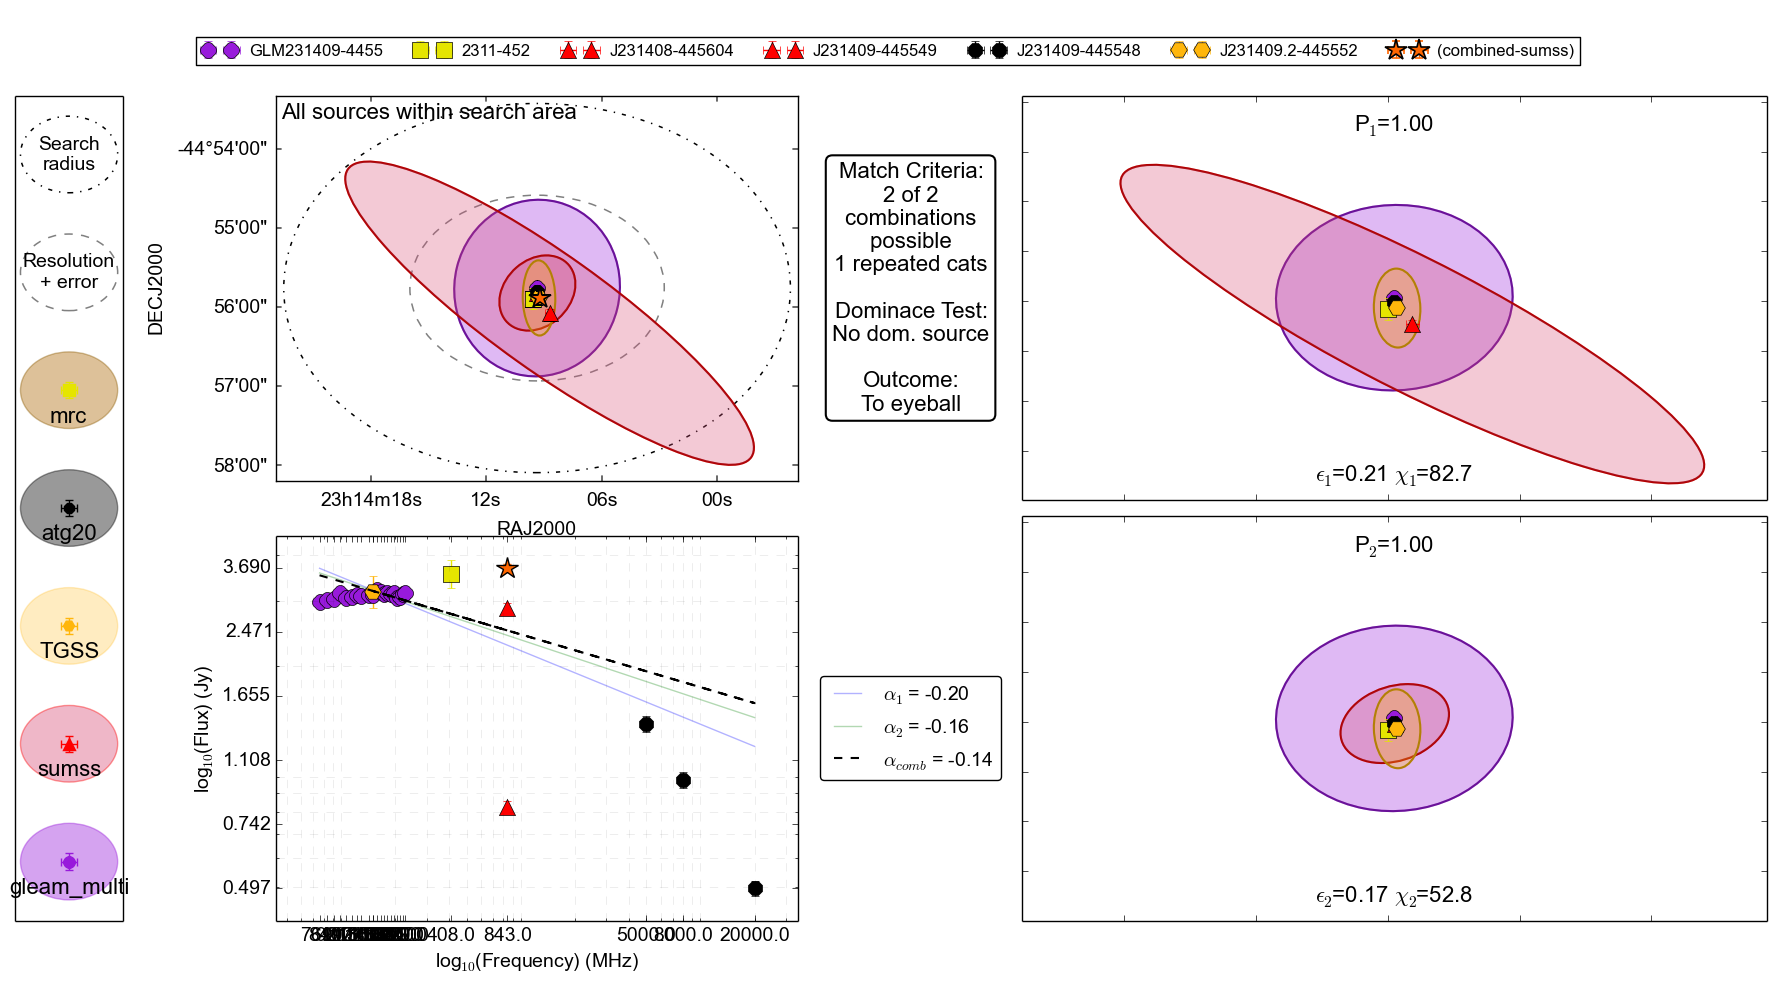 GLM231409-4455 2311-452 J231408-445604 J231409-445549 J231409-445548 J231409.2-445552 (combined-sumss)
Search
radius
Resolution
+ error
mrc
atg20
TGSS
sumss
gleam_multi
All sources within search area
DECJ2000
-44°54'00"
55'00"
56'00"
57'00"
58'00"
23h14m18s 12s 06s 00s
RAJ2000
Match Criteria:
2 of 2
combinations
possible
1 repeated cats
Dominace Test:
No dom. source
Outcome:
To eyeball
P1=1.00
ϵ1=0.21 χ1=82.7
log10(Flux) (Jy)
3.690
2.471
1.655
1.108
0.742
0.497
408.0 843.0 5000.0 8000.0 20000.0
log10(Frequency) (MHz)
α1 = -0.20
α2 = -0.16
αcomb = -0.14
P2=1.00
ϵ2=0.17 χ2=52.8